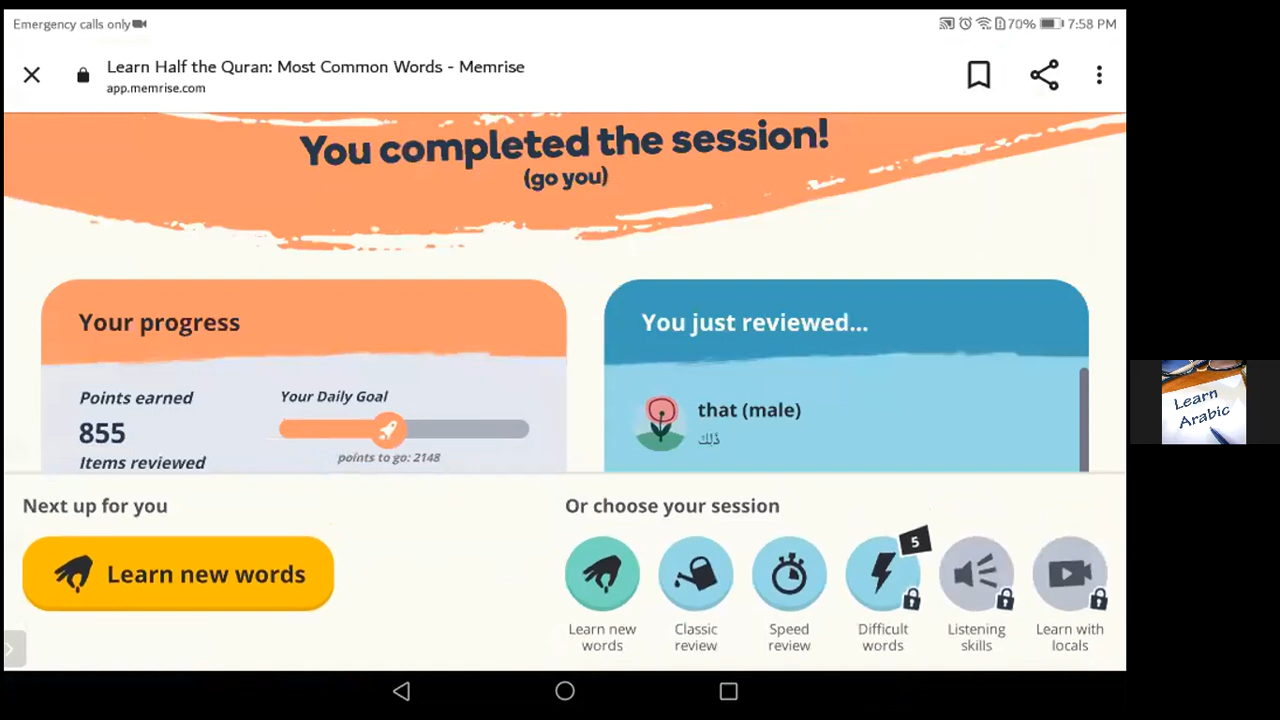 Emergency calls only
70% 7:58 PM
Learn Half the Quran: Most Common Words - Memrise
app.memrise.com
You completed the session!
(go you)
Your progress
Points earned
855
Items reviewed
Your Daily Goal
points to go: 2148
You just reviewed...
that (male)
ذَٰلِكَ
Learn
Arabic
Next up for you
Learn new words
Or choose your session
5
Learn new
words
Classic
review
Speed
review
Difficult
words
Listening
skills
Learn with
locals